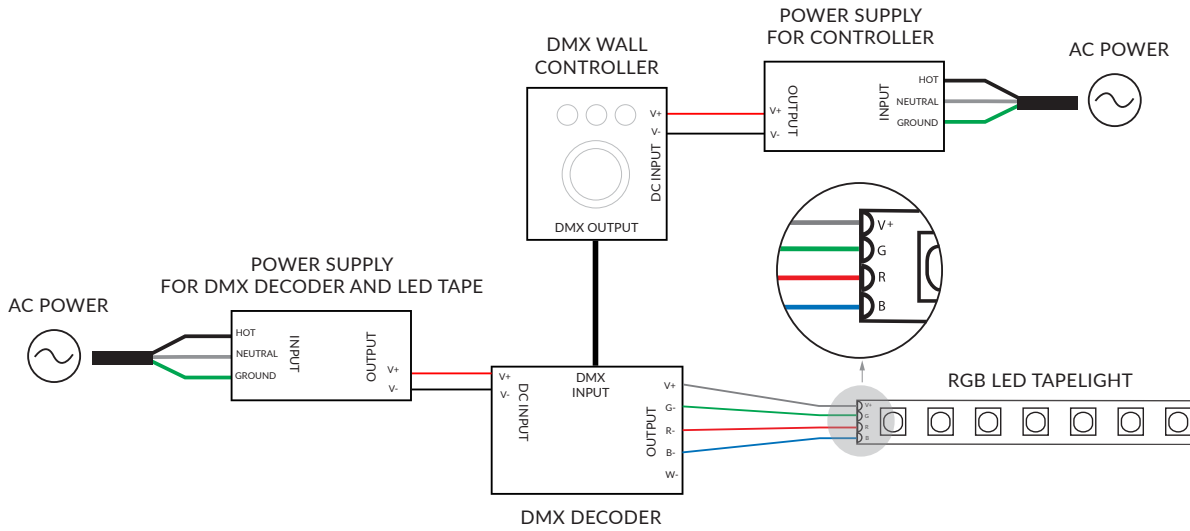 POWER SUPPLY
FOR CONTROLLER
AC POWER
HOT
NEUTRAL
GROUND
INPUT
OUTPUT
V+
V-
DMX WALL
CONTROLLER
V+
V-
DC INPUT
DMX OUTPUT
V+
G
R
B
POWER SUPPLY
FOR DMX DECODER AND LED TAPE
AC POWER
HOT
NEUTRAL
GROUND
INPUT
OUTPUT
V+
V-
V+
V-
DC INPUT
DMX
INPUT
OUTPUT
V+
G-
R-
B-
W-
DMX DECODER
RGB LED TAPELIGHT
V+
G
R
B